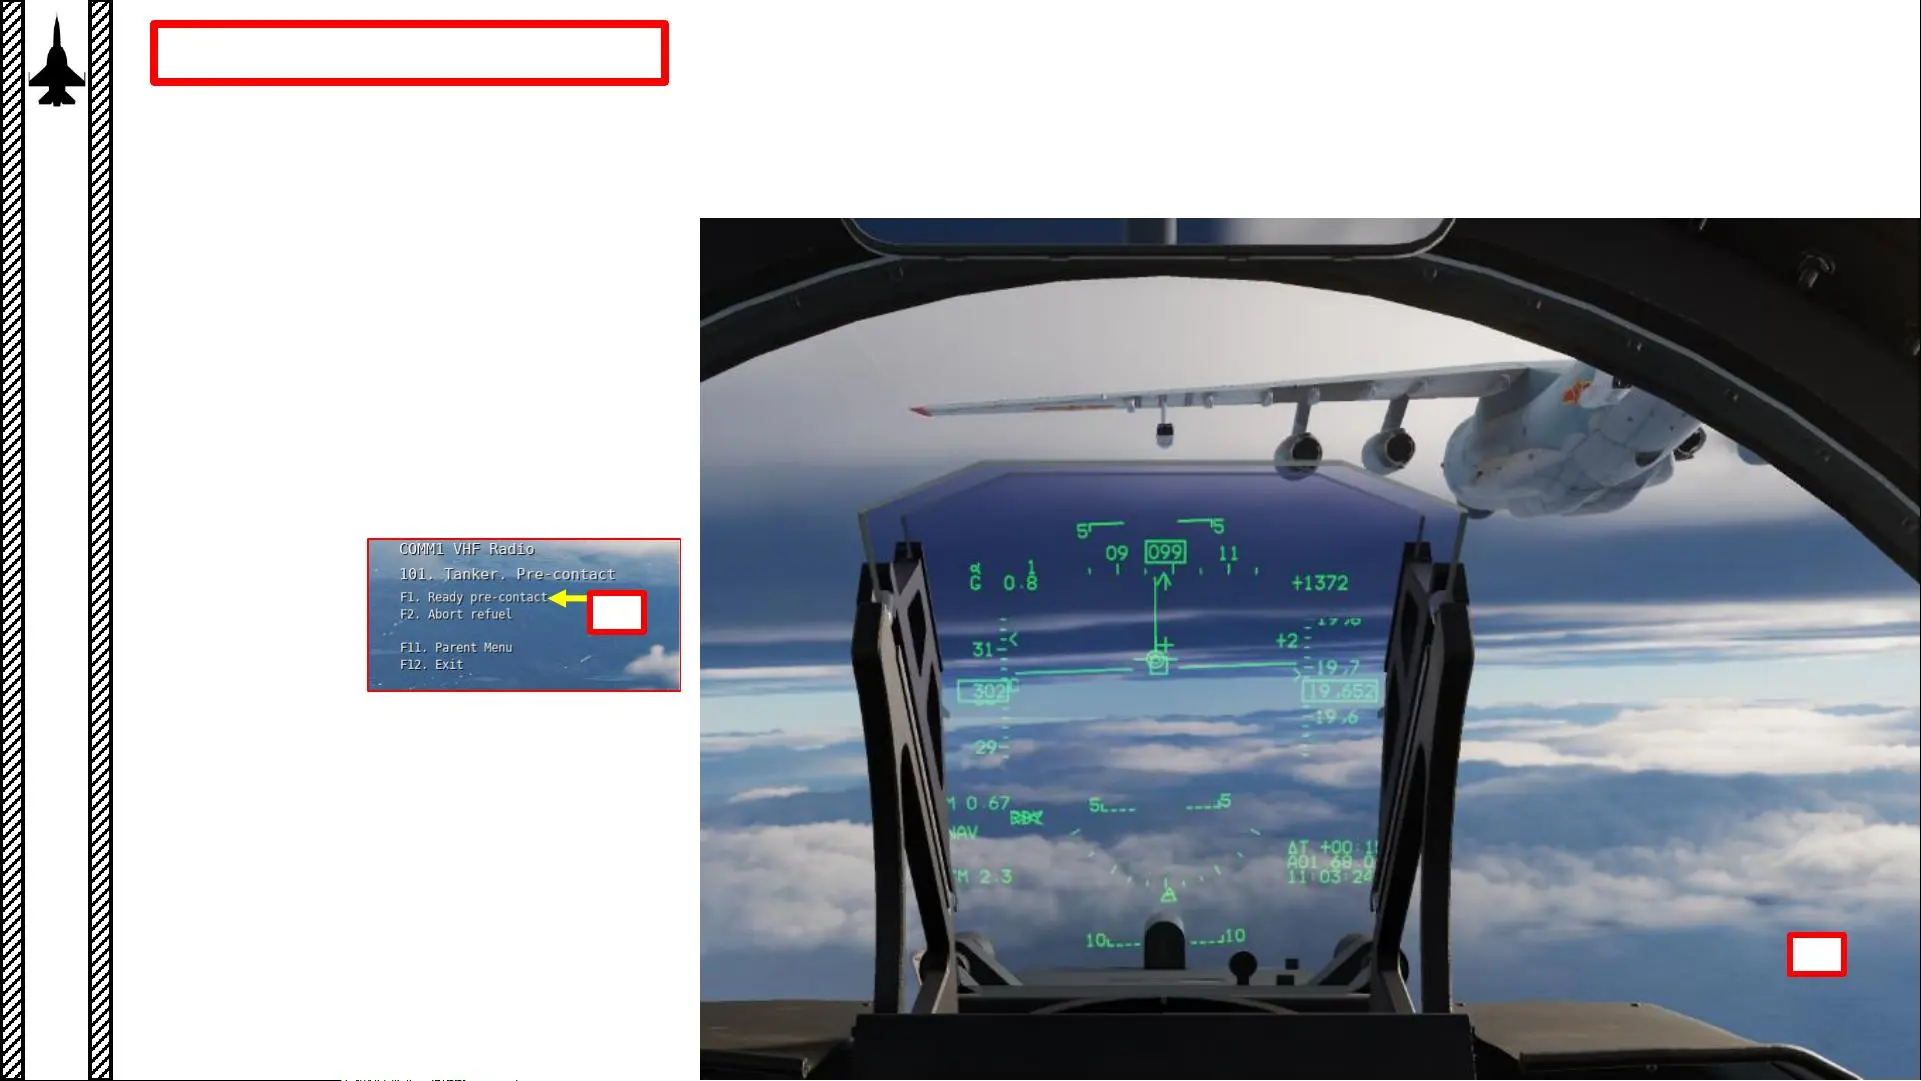 COMM1 VHF Radio
101. Tanker. Pre-contact
F1. Ready pre-contact
F2. Abort refuel
F11. Parent Menu
F12. Exit
5 5
09 099 11
α 1
G 0.8
+1372
31
+2
19.7
302
19,652
19.6
29
M 0.67
5 5
NAV
ΔT +00:1
A01 68.0
M 2.3
11:03:24
10 10